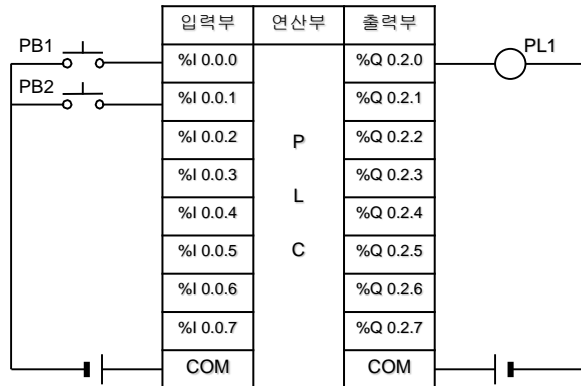 입력부 연산부 출력부
PB1 %I 0.0.0 %Q 0.2.0 PL1
PB2 %I 0.0.1 %Q 0.2.1
%I 0.0.2 P %Q 0.2.2
%I 0.0.3 %Q 0.2.3
%I 0.0.4 L %Q 0.2.4
%I 0.0.5 C %Q 0.2.5
%I 0.0.6 %Q 0.2.6
%I 0.0.7 %Q 0.2.7
COM COM